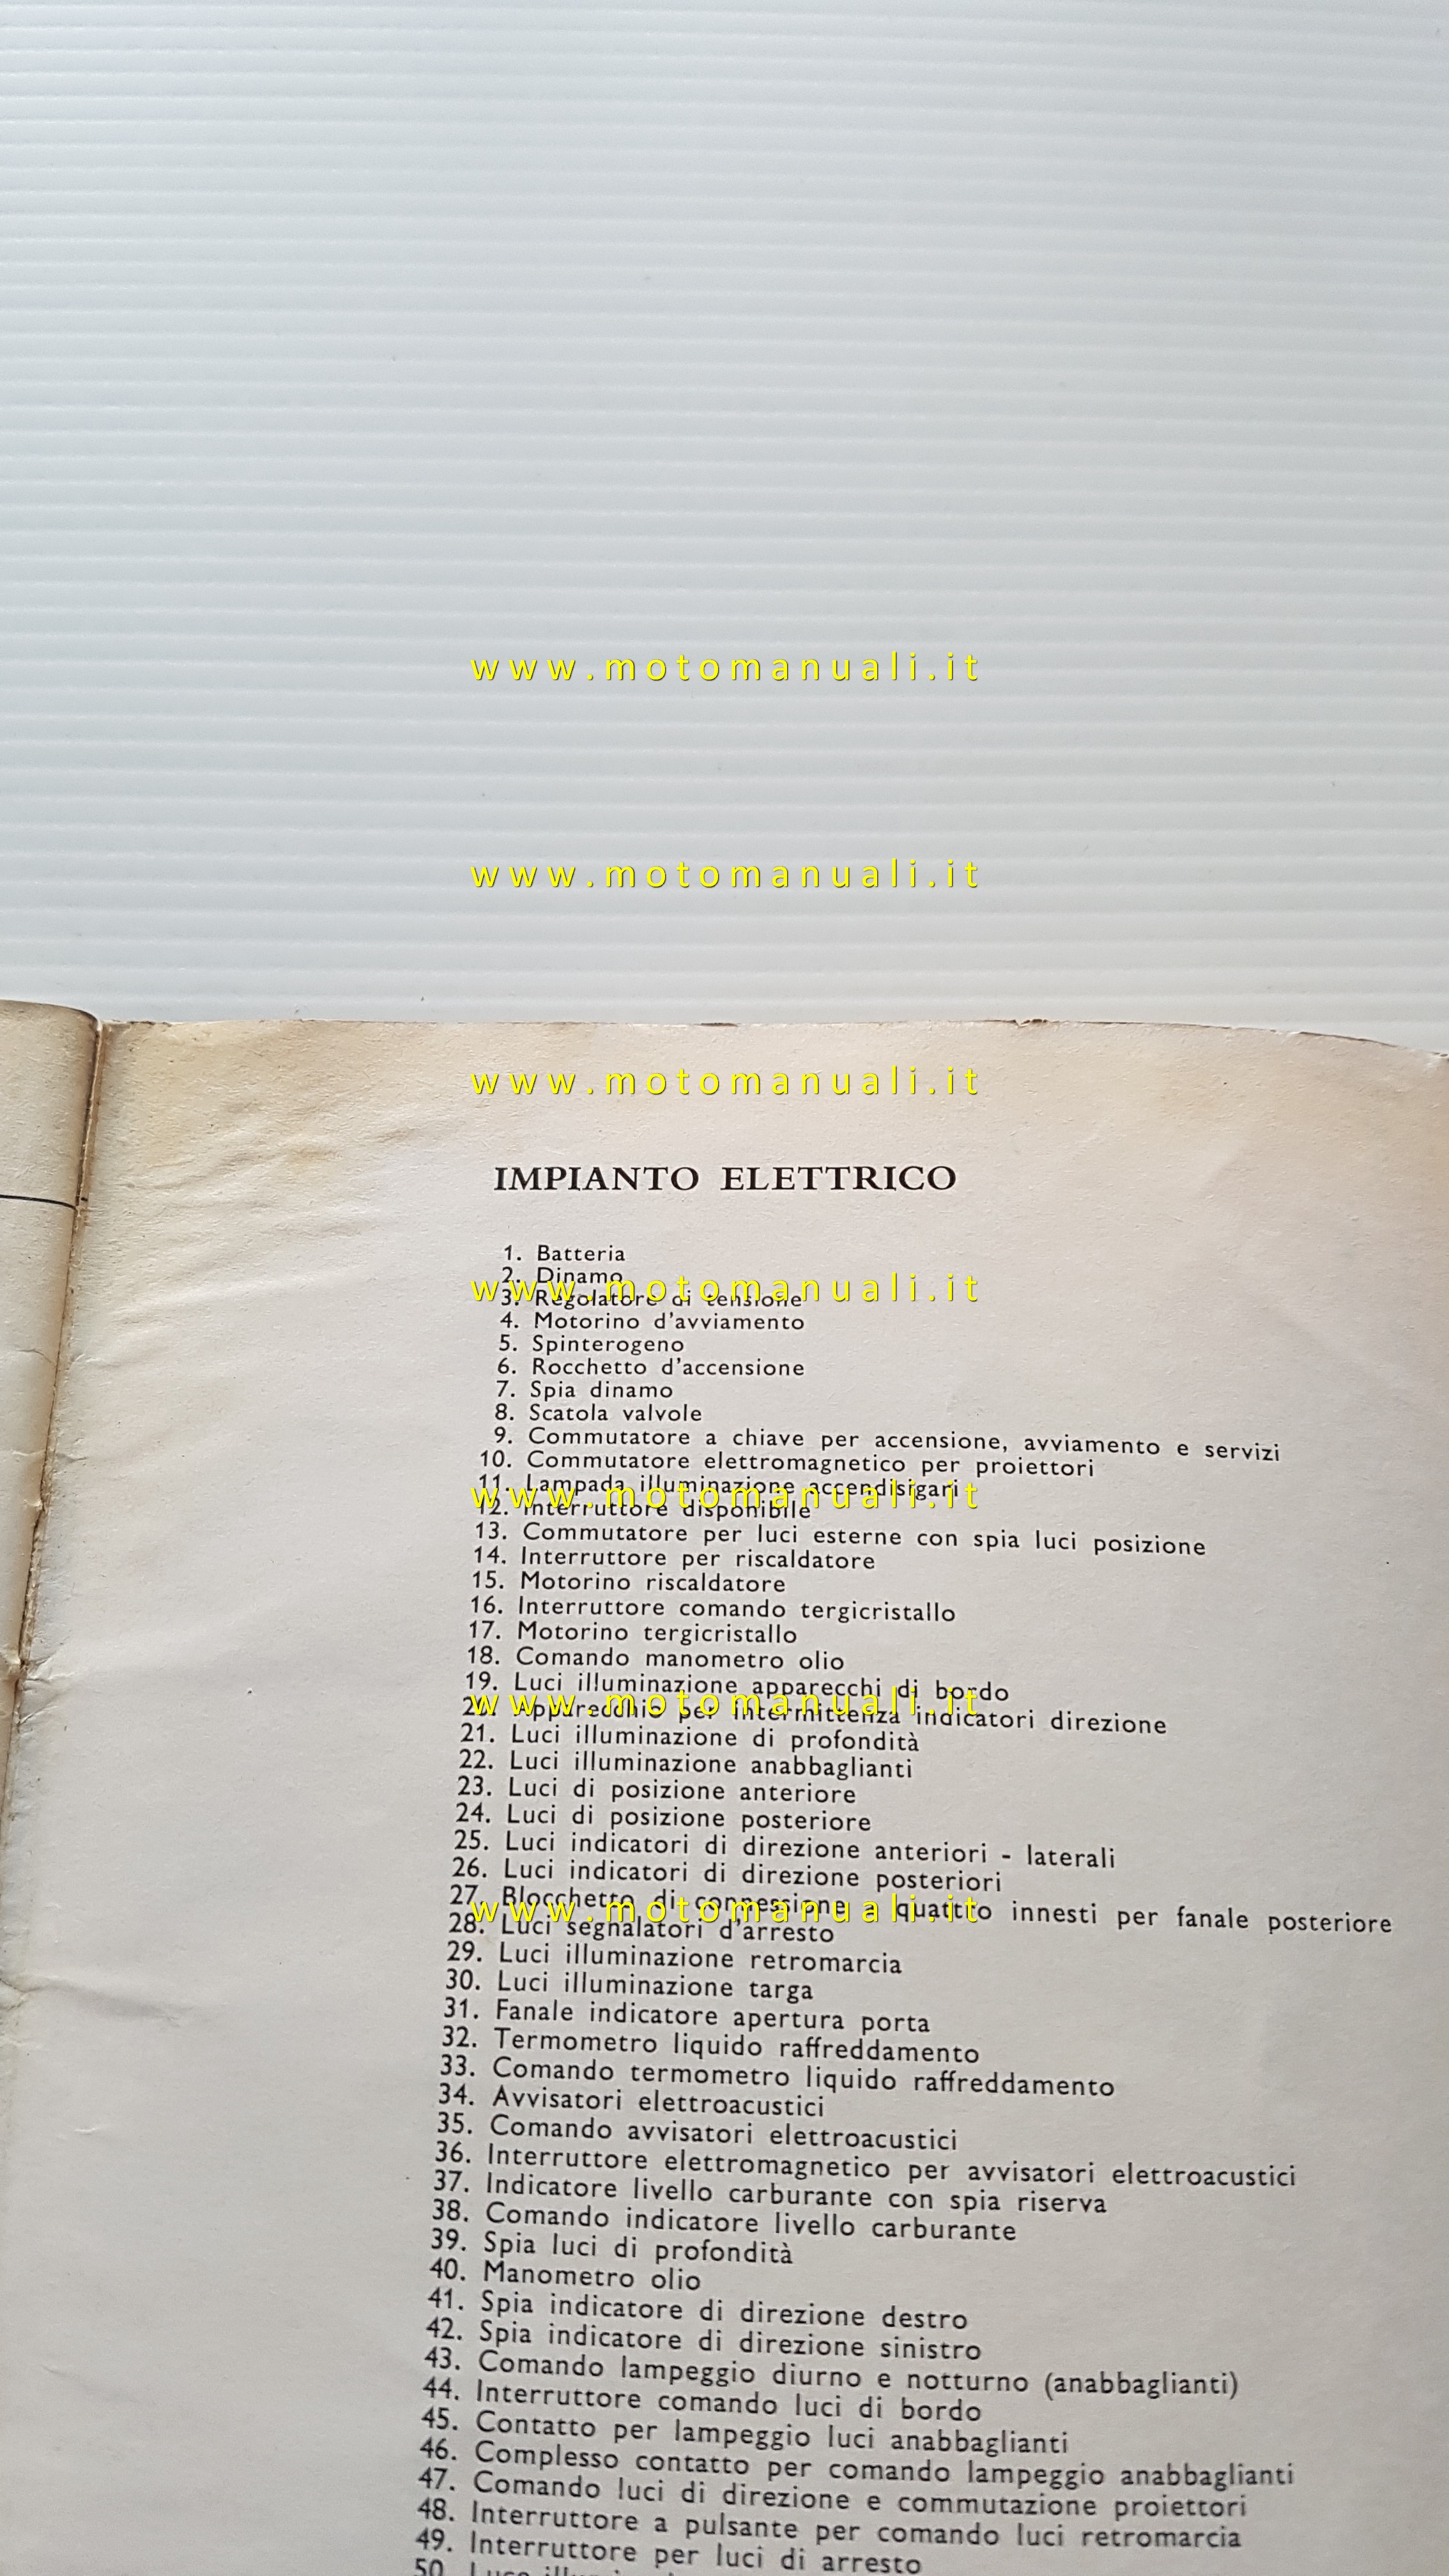 www.motomanuali.it
www.motomanuali.it
www.motomanuali.it
IMPIANTO ELETTRICO
1. Batteria
2. Dinamo
www.motomanuali.it
3. Regolatore di tensione
4. Motorino d'avviamento
5. Spinterogeno
6. Rocchetto d'accensione
7. Spia dinamo
8. Scatola valvole
9. Commutatore a chiave per accensione, avviamento e servizi
10. Commutatore elettromagnetico per proiettori
11. Lampada illuminazione accendisigari
www.motomanuali.it
12. Interruttore disponibile
13. Commutatore per luci esterne con spia luci posizione
14. Interruttore per riscaldatore
15. Motorino riscaldatore
16. Interruttore comando tergicristallo
17. Motorino tergicristallo
18. Comando manometro olio
19. Luci illuminazione apparecchi di bordo
www.motomanuali.it
20. Apparecchio per intermittenza indicatori direzione
21. Luci illuminazione di profondità
22. Luci illuminazione anabbaglianti
23. Luci di posizione anteriore
24. Luci di posizione posteriore
25. Luci indicatori di direzione anteriori - laterali
26. Luci indicatori di direzione posteriori
27. Blocchetto di connessione a quattro innesti per fanale posteriore
www.motomanuali.it
28. Luci segnalatori d'arresto
29. Luci illuminazione retromarcia
30. Luci illuminazione targa
31. Fanale indicatore apertura porta
32. Termometro liquido raffreddamento
33. Comando termometro liquido raffreddamento
34. Avvisatori elettroacustici
35. Comando avvisatori elettroacustici
36. Interruttore elettromagnetico per avvisatori elettroacustici
37. Indicatore livello carburante con spia riserva
38. Comando indicatore livello carburante
39. Spia luci di profondità
40. Manometro olio
41. Spia indicatore di direzione destro
42. Spia indicatore di direzione sinistro
43. Comando lampeggio diurno e notturno (anabbaglianti)
44. Interruttore comando luci di bordo
45. Contatto per lampeggio luci anabbaglianti
46. Complesso contatto per comando lampeggio anabbaglianti
47. Comando luci di direzione e commutazione proiettori
48. Interruttore a pulsante per comando luci retromarcia
49. Interruttore per luci di arresto
50. Luce